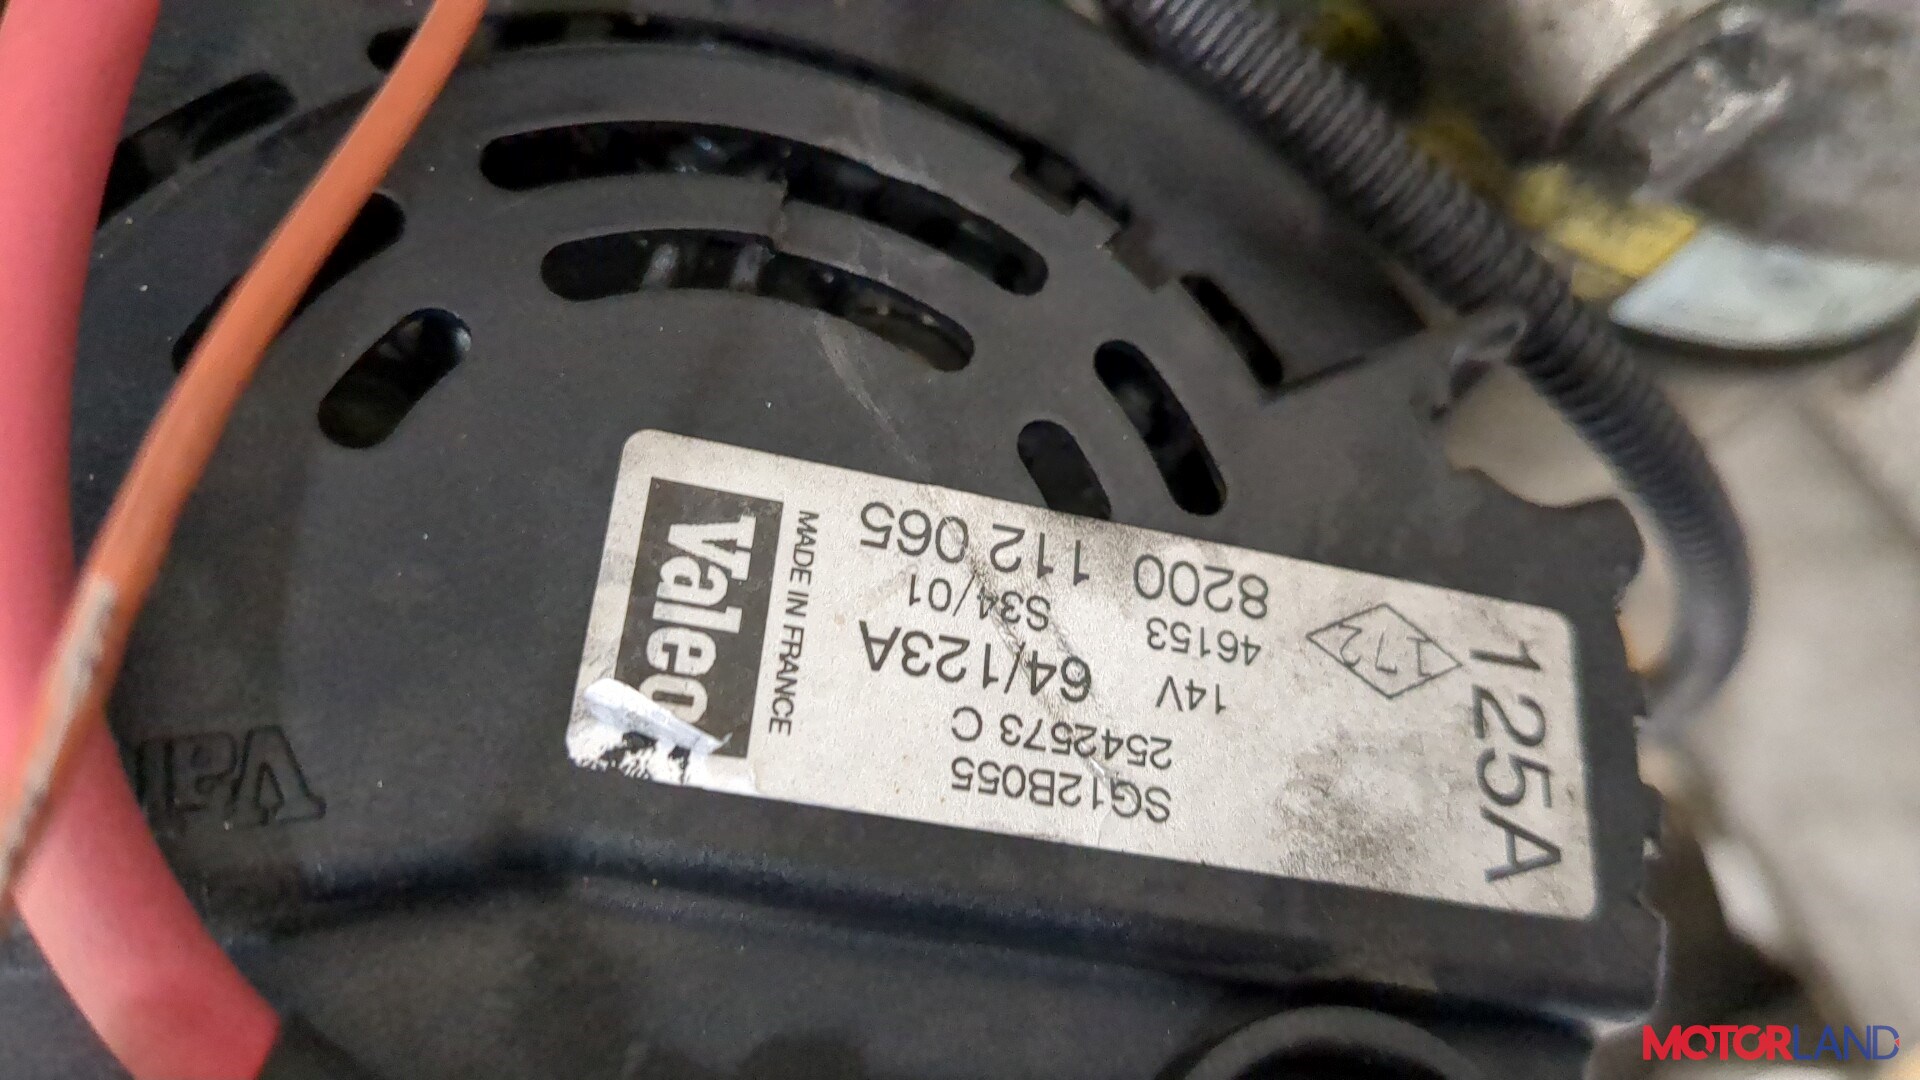 125A
SG12B055
2542573 C
14V 64/123A
46153 S34/01
8200 112 065
MADE IN FRANCE
Valeo
MOTORLAND